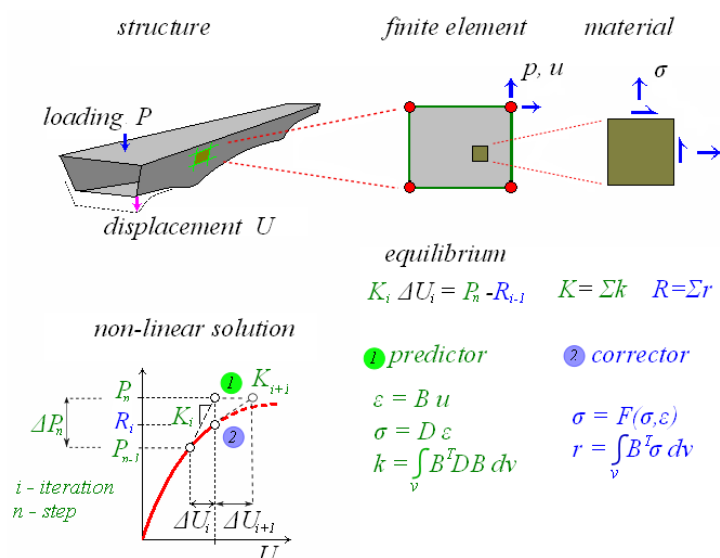 structure
finite element
material
p, u
σ
loading P
displacement U
equilibrium
K_i ΔU_i = P_n -R_{i-1}
K= Σk
R=Σr
non-linear solution
1 predictor
2 corrector
P_n
1
K_{i+1}
R_i
K_i
2
ΔP_n
P_{n-1}
ε = B u
σ = D ε
k = ∫_v B^T DB dv
σ = F(σ,ε)
r = ∫_v B^T σ dv
i - iteration
n - step
ΔU_i
ΔU_{i+1}
U